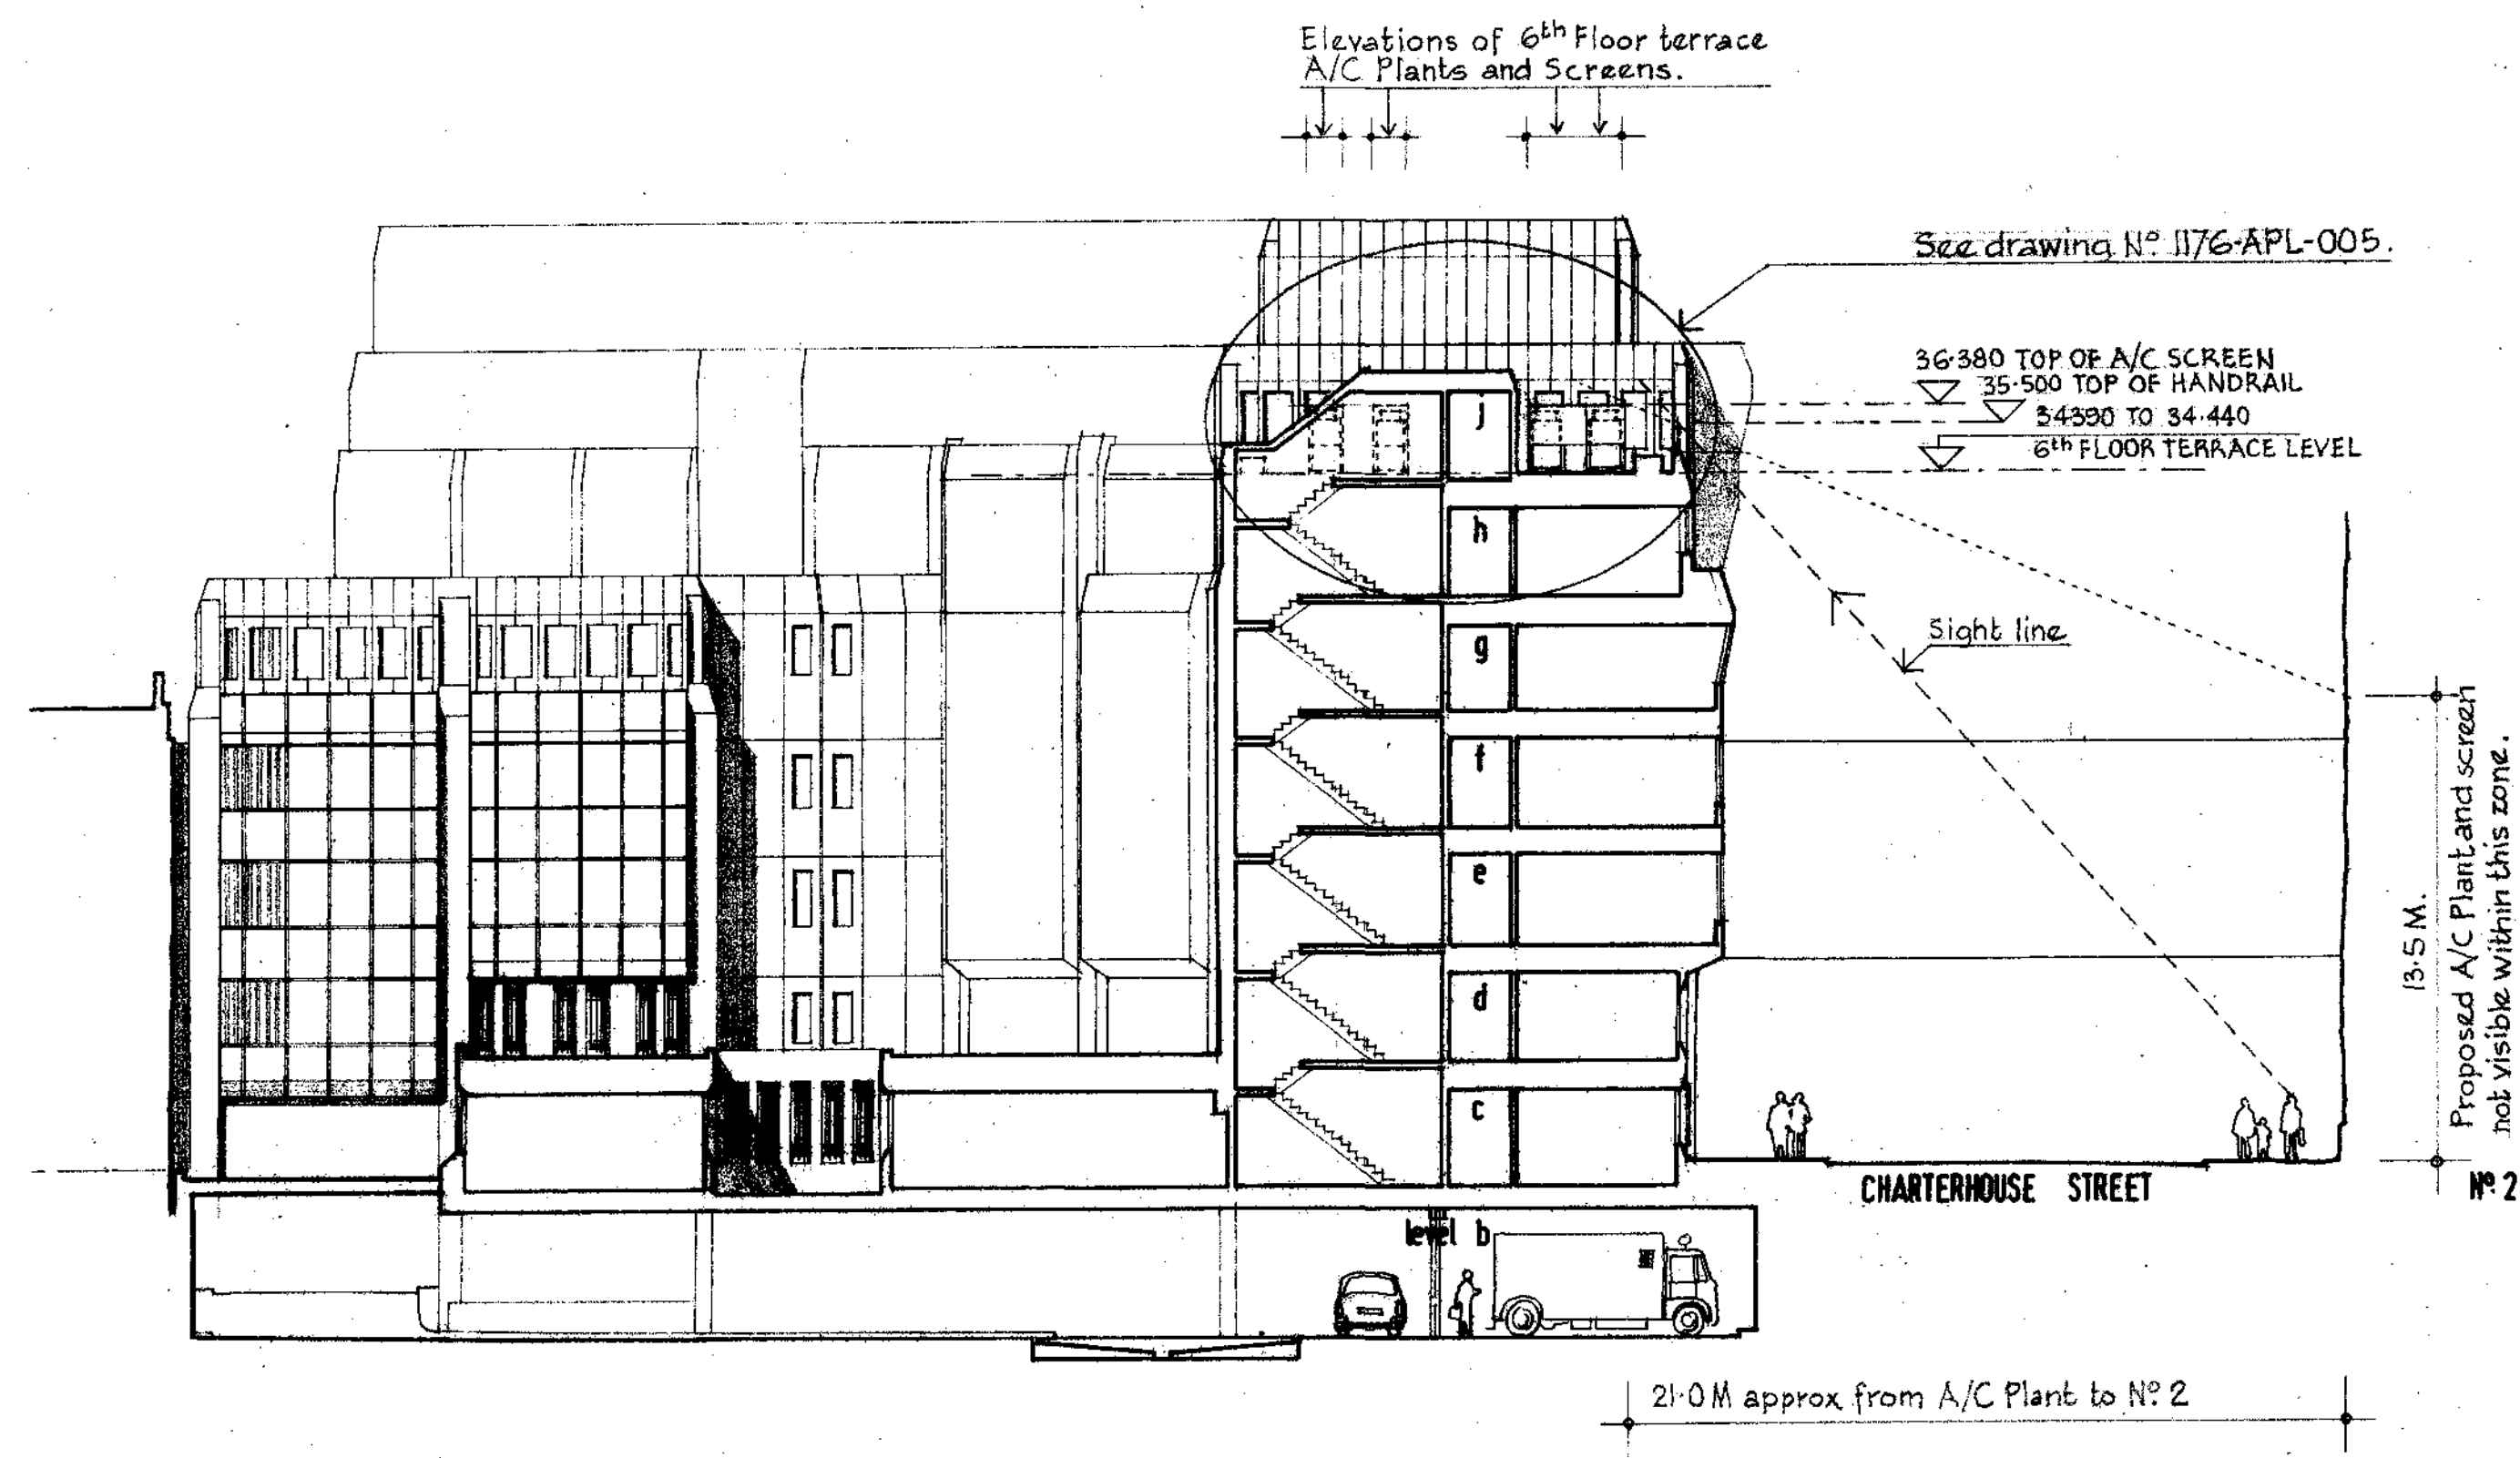 Elevations of 6th Floor terrace
A/C Plants and Screens.
See drawing Nº 1176-APL-005.
36·380 TOP OF A/C SCREEN
35·500 TOP OF HANDRAIL
34390 TO 34·440
6th FLOOR TERRACE LEVEL
j
h
Sight line
g
f
e
d
c
13·5 M.
Proposed A/C Plant and screen
not visible within this zone.
CHARTERHOUSE STREET
Nº 2
level b
21·0 M approx from A/C Plant to Nº 2